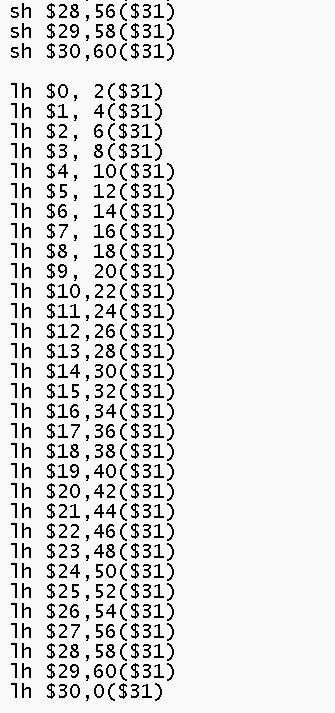 sh $28,56($31)
sh $29,58($31)
sh $30,60($31)

lh $0, 2($31)
lh $1, 4($31)
lh $2, 6($31)
lh $3, 8($31)
lh $4, 10($31)
lh $5, 12($31)
lh $6, 14($31)
lh $7, 16($31)
lh $8, 18($31)
lh $9, 20($31)
lh $10,22($31)
lh $11,24($31)
lh $12,26($31)
lh $13,28($31)
lh $14,30($31)
lh $15,32($31)
lh $16,34($31)
lh $17,36($31)
lh $18,38($31)
lh $19,40($31)
lh $20,42($31)
lh $21,44($31)
lh $22,46($31)
lh $23,48($31)
lh $24,50($31)
lh $25,52($31)
lh $26,54($31)
lh $27,56($31)
lh $28,58($31)
lh $29,60($31)
lh $30,0($31)